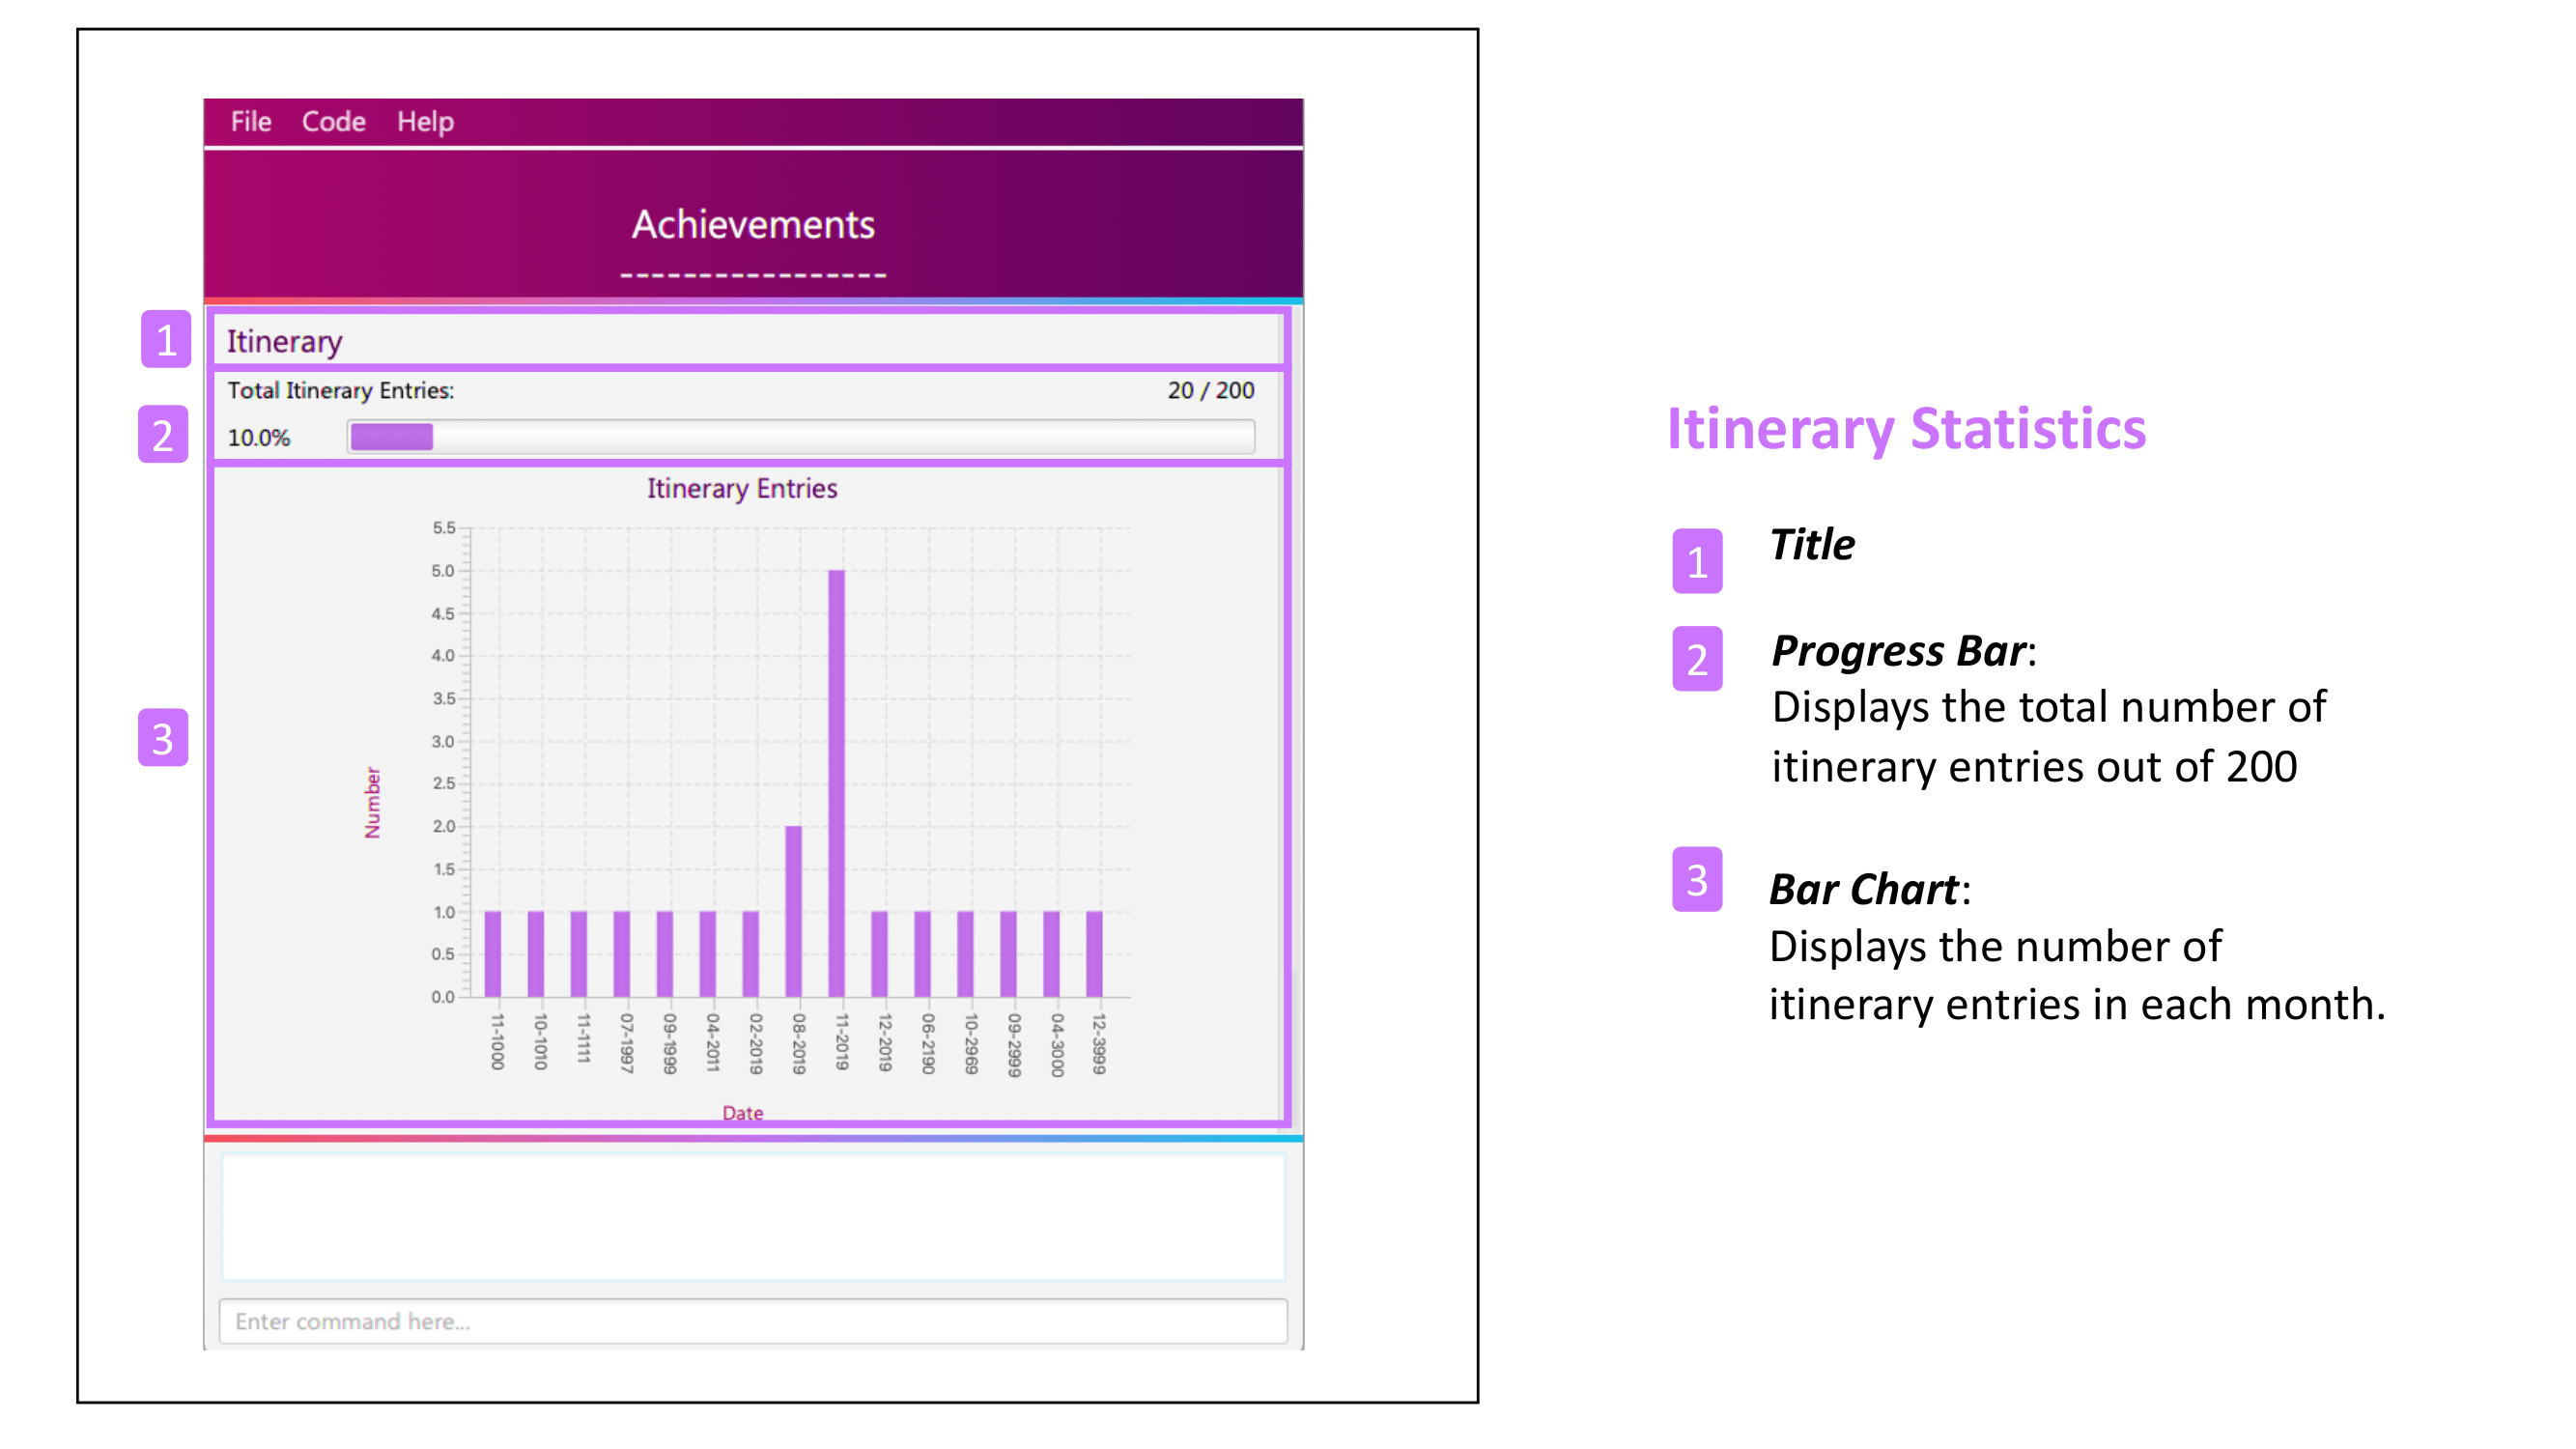 File Code Help
Achievements
-----------------
1
Itinerary
2
Total Itinerary Entries: 20 / 200
10.0%
3
Itinerary Entries
5.5
5.0
4.5
4.0
3.5
3.0
2.5
2.0
1.5
1.0
0.5
0.0
Number
11-1000
10-1010
11-1111
07-1997
09-1999
04-2011
02-2019
08-2019
11-2019
12-2019
06-2190
10-2969
09-2999
04-3000
12-3999
Date
Enter command here...
Itinerary Statistics
1 Title
2 Progress Bar:
Displays the total number of
itinerary entries out of 200
3 Bar Chart:
Displays the number of
itinerary entries in each month.